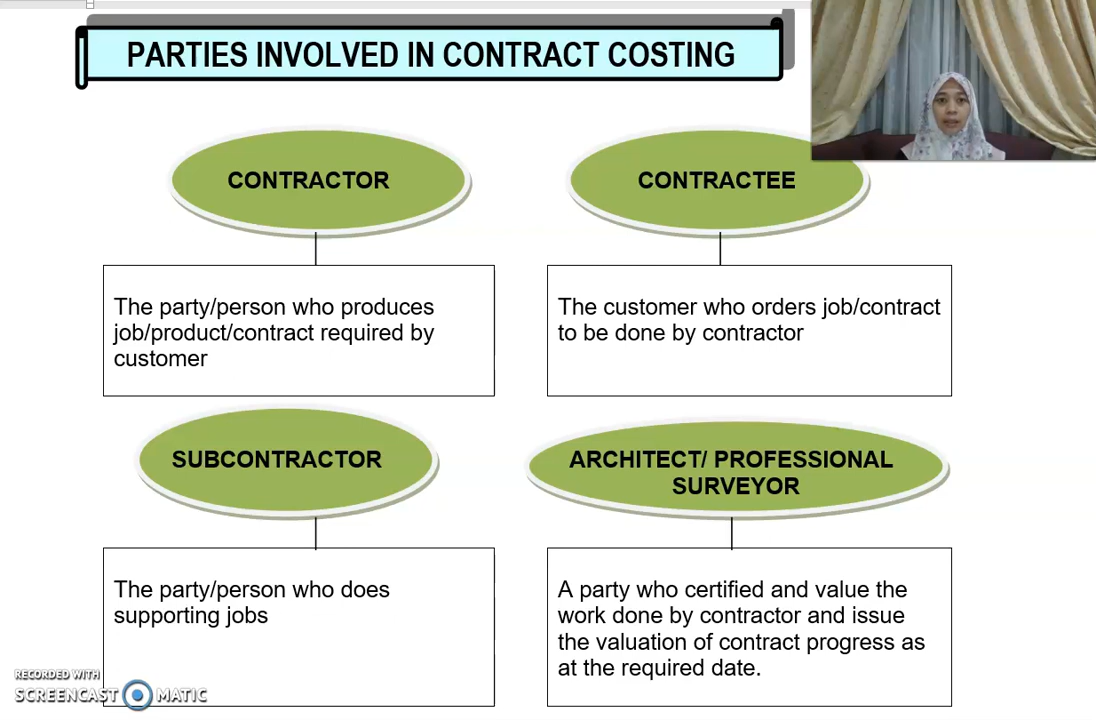 PARTIES INVOLVED IN CONTRACT COSTING
CONTRACTOR
The party/person who produces
job/product/contract required by
customer
CONTRACTEE
The customer who orders job/contract
to be done by contractor
SUBCONTRACTOR
The party/person who does
supporting jobs
ARCHITECT/ PROFESSIONAL
SURVEYOR
A party who certified and value the
work done by contractor and issue
the valuation of contract progress as
at the required date.
RECORDED WITH
SCREENCAST MATIC